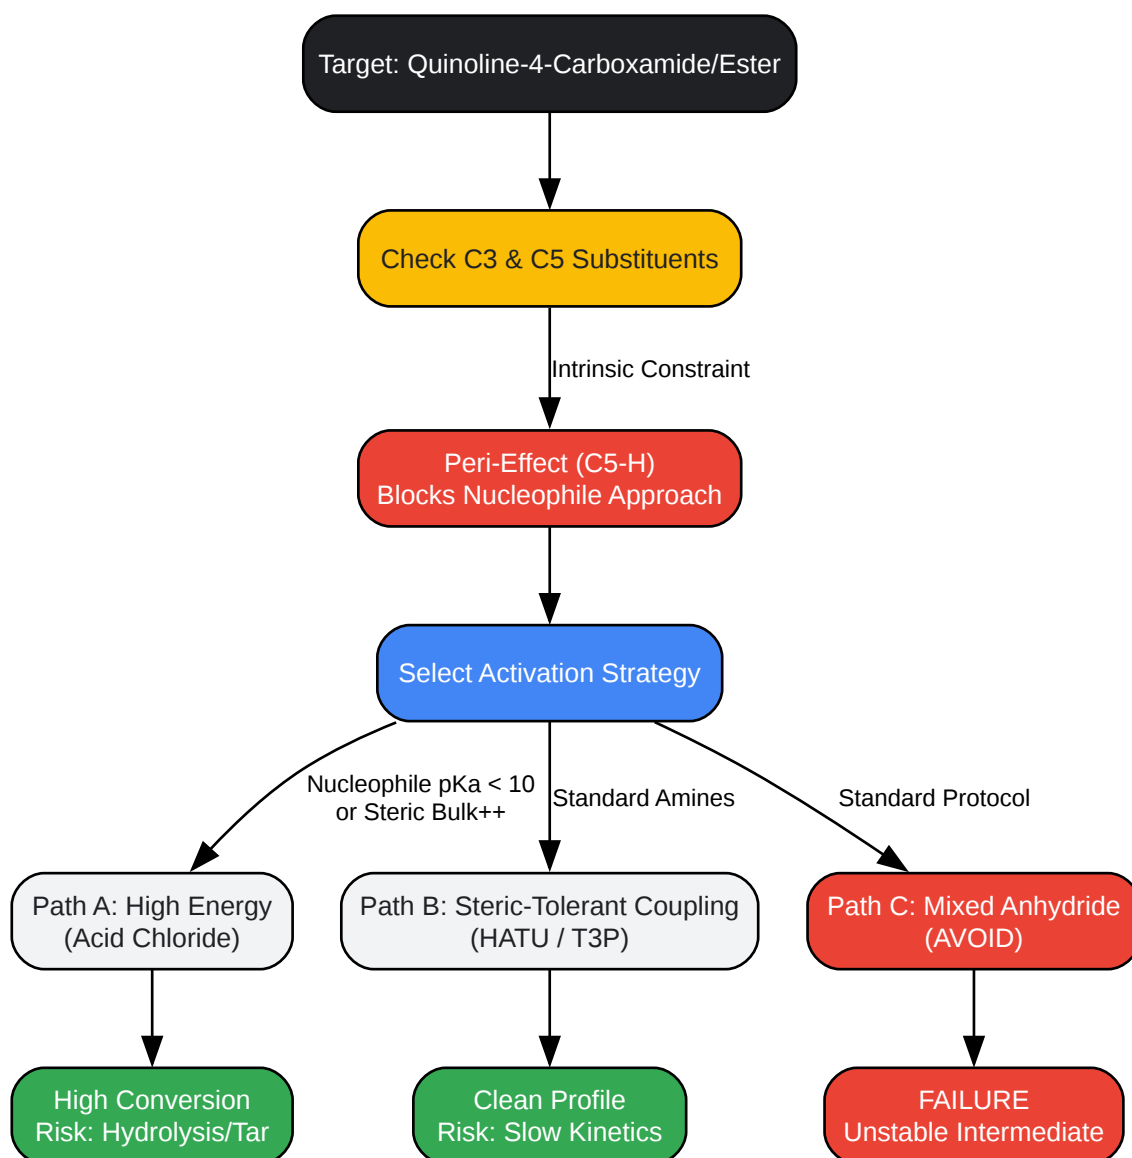 Target: Quinoline-4-Carboxamide/Ester
Check C3 & C5 Substituents
Intrinsic Constraint
Peri-Effect (C5-H)
Blocks Nucleophile Approach
Select Activation Strategy
Nucleophile pKa < 10
or Steric Bulk++
Standard Amines
Standard Protocol
Path A: High Energy
(Acid Chloride)
Path B: Steric-Tolerant Coupling
(HATU / T3P)
Path C: Mixed Anhydride
(AVOID)
High Conversion
Risk: Hydrolysis/Tar
Clean Profile
Risk: Slow Kinetics
FAILURE
Unstable Intermediate